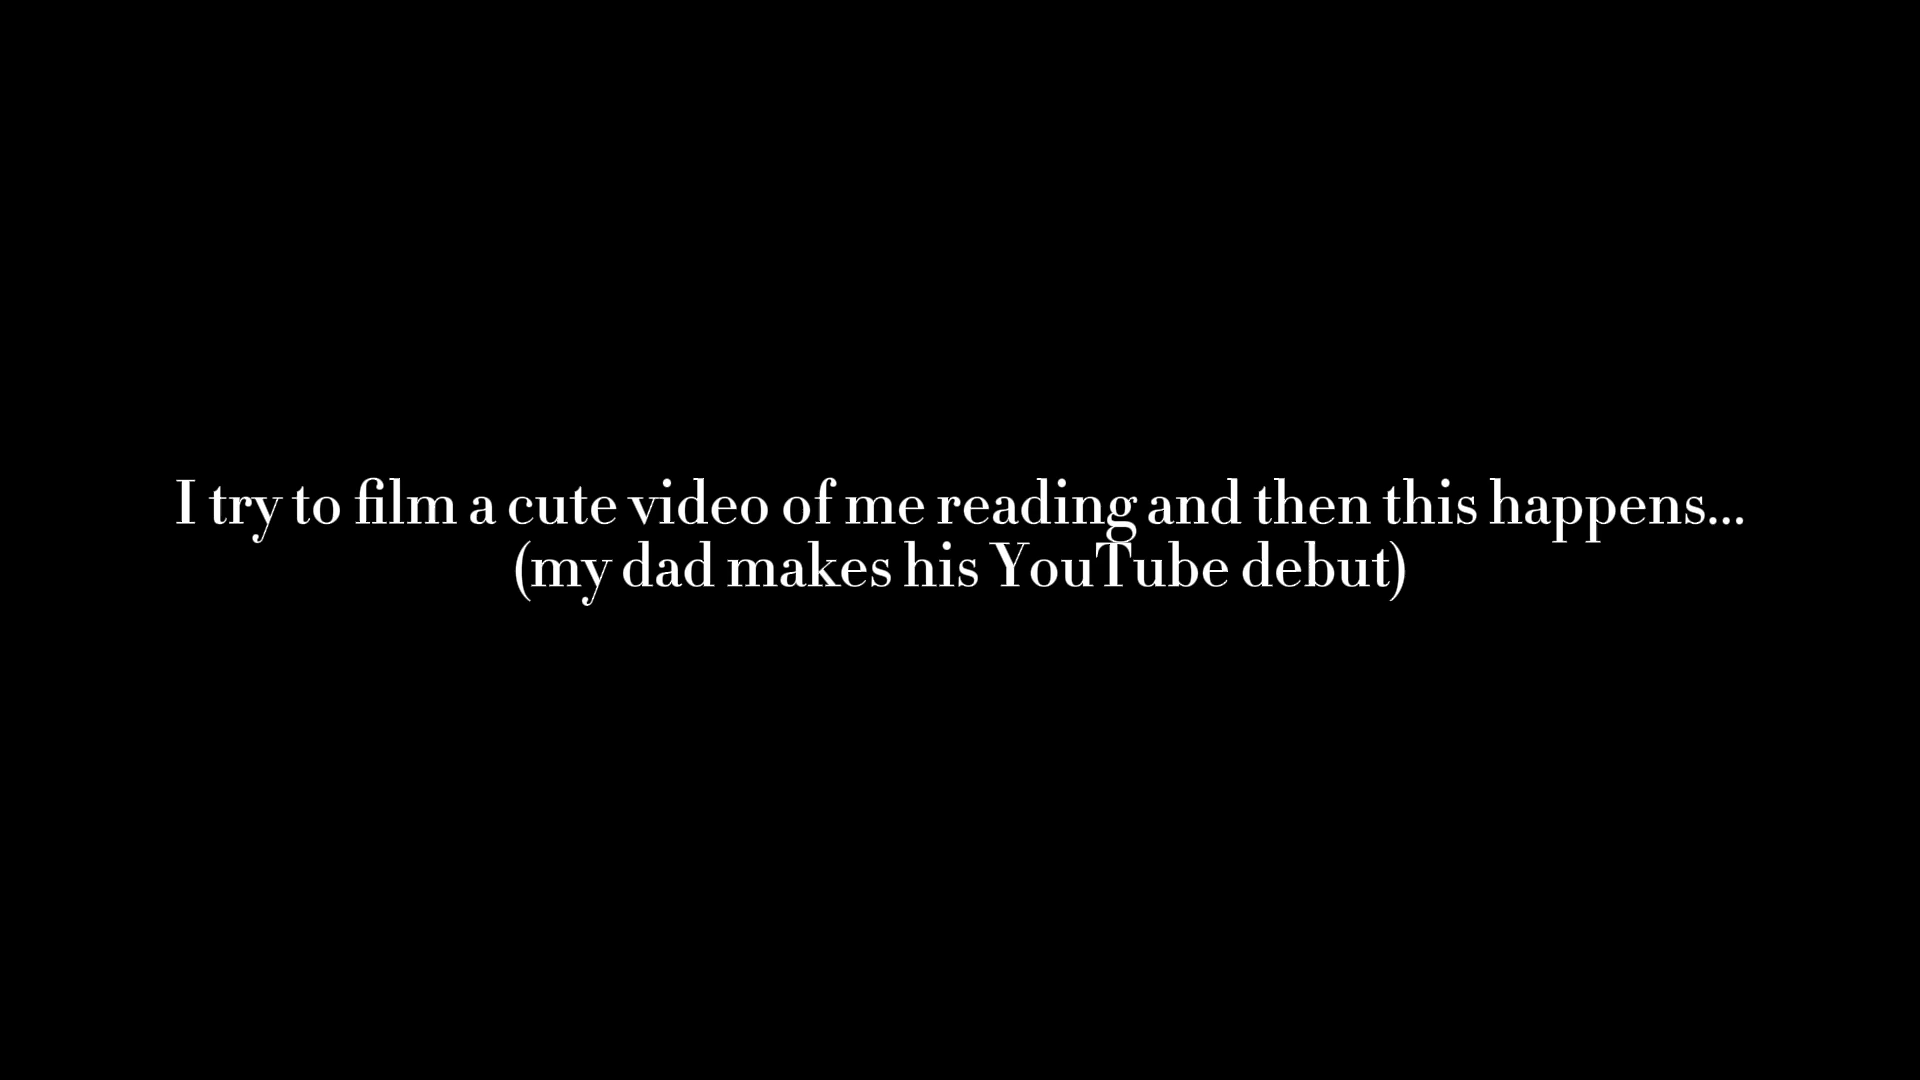 I try to film a cute video of me reading and then this happens...
(my dad makes his YouTube debut)